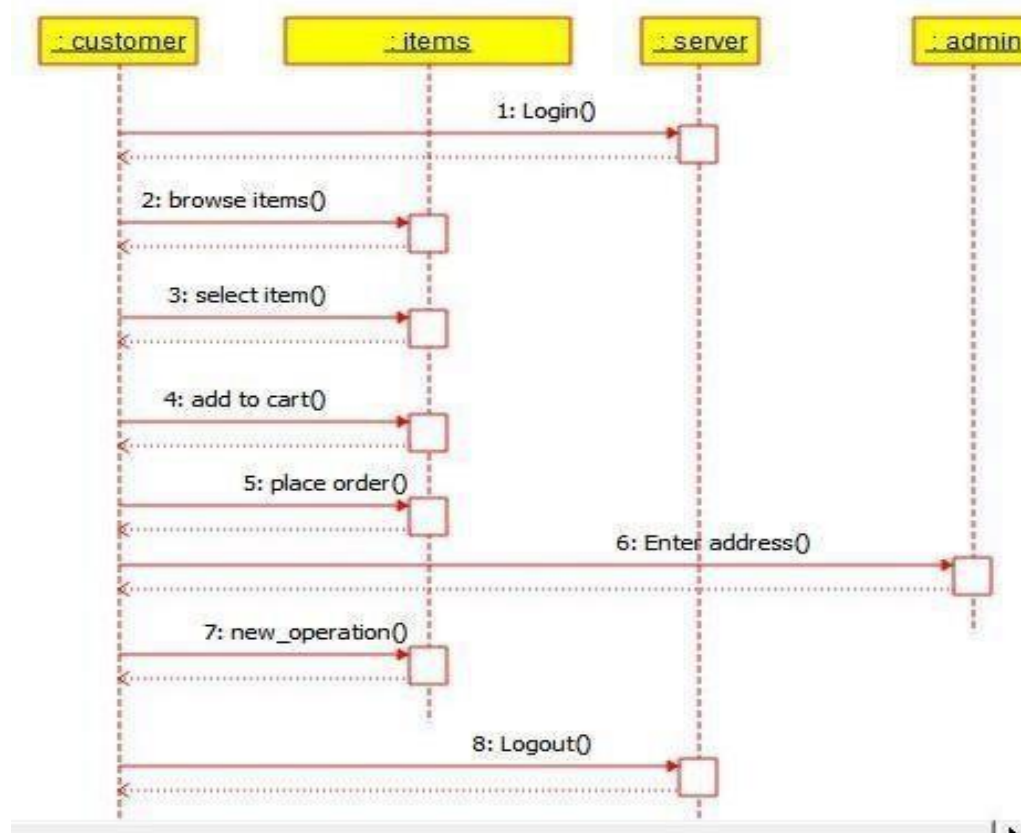 : customer
: items
: server
: admin
1: Login()
2: browse items()
3: select item()
4: add to cart()
5: place order()
6: Enter address()
7: new_operation()
8: Logout()